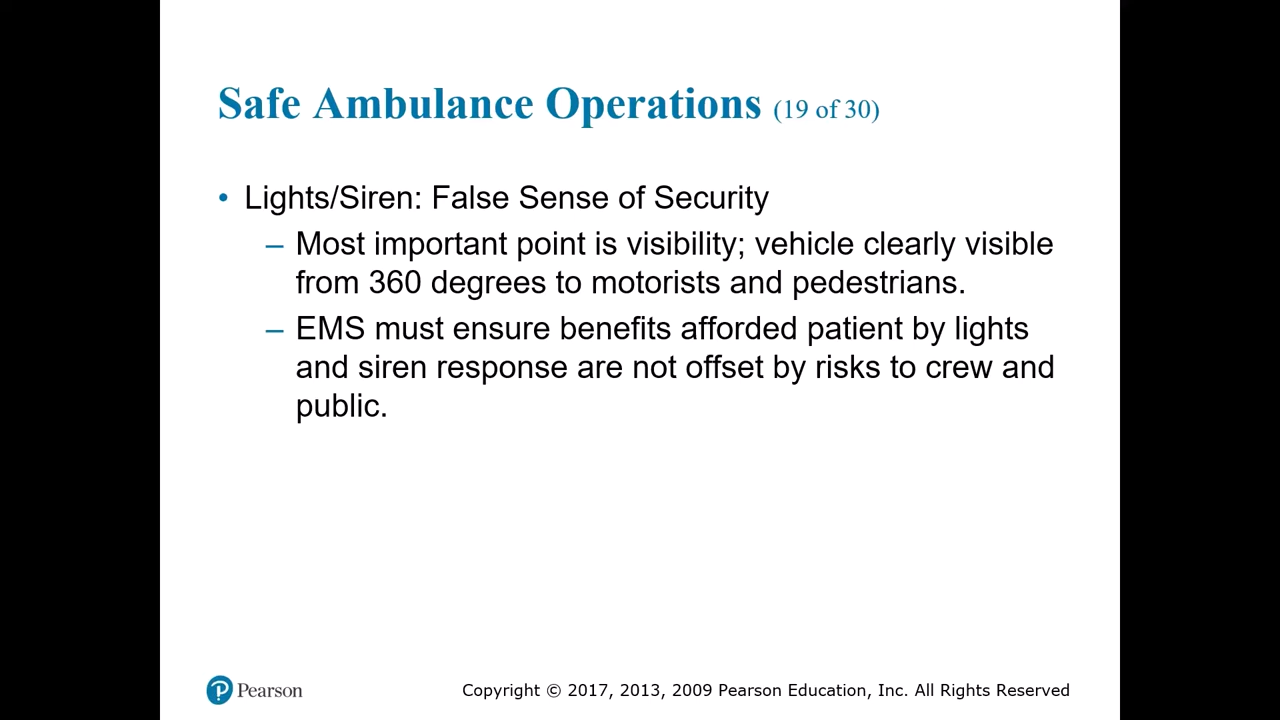 Safe Ambulance Operations (19 of 30)
• Lights/Siren: False Sense of Security
– Most important point is visibility; vehicle clearly visible
from 360 degrees to motorists and pedestrians.
– EMS must ensure benefits afforded patient by lights
and siren response are not offset by risks to crew and
public.
P Pearson
Copyright © 2017, 2013, 2009 Pearson Education, Inc. All Rights Reserved